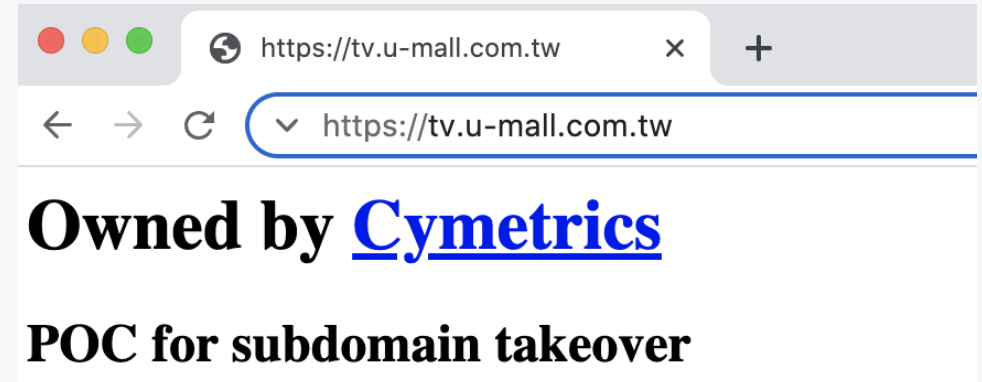 https://tv.u-mall.com.tw
https://tv.u-mall.com.tw
Owned by Cymetrics
POC for subdomain takeover